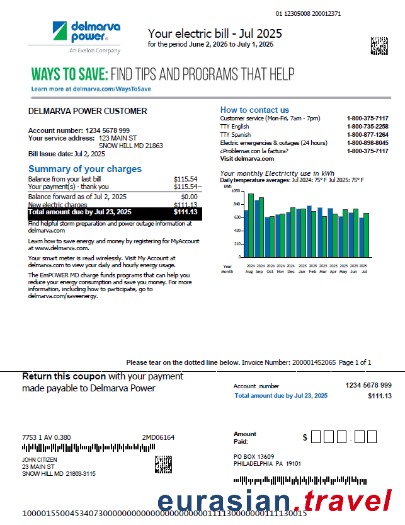 01 12305008 200012371
delmarva
power®
An Exelon Company
Your electric bill - Jul 2025
for the period June 2, 2025 to July 1, 2026
WAYS TO SAVE: FIND TIPS AND PROGRAMS THAT HELP
Learn more at delmarva.com/WaysToSave
DELMARVA POWER CUSTOMER
Account number: 1234 5678 999
Your service address: 123 MAIN ST
SNOW HILL MD 21863
Bill Issue date: Jul 2, 2025
Summary of your charges
Balance from your last bill $115.54
Your payment(s) - thank you $115.54-
Balance forward as of Jul 2, 2025 $0.00
New electric charges $111.13
Total amount due by Jul 23, 2025 $111.13
Find helpful storm preparation and power outage information at
delmarva.com
Learn how to save energy and money by registering for MyAccount
at www.delmarva.com.
Your smart meter is read wirelessly. Visit My Account at
delmarva.com to view your daily and hourly energy usage.
The EmPOWER MD charge funds programs that can help you
reduce your energy consumption and save you money. For more
information, including how to participate, go to
delmarva.com/saveenergy.
How to contact us
Customer service (Mon-Fri, 7am - 7pm) 1-800-375-7117
TTY English 1-800-735-2258
TTY Spanish 1-800-877-1264
Electric emergencies & outages (24 hours) 1-800-898-8045
¿Problemas con la factura? 1-800-375-7117
Visit delmarva.com
Your monthly Electricity use in kWh
Daily temperature averages: Jul 2024: 75° F Jul 2025: 75° F
kWh
1000
800
600
400
200
0
Year 2024 2024 2024 2024 2024 2025 2025 2025 2025 2025 2025 2025
Month Aug Sep Oct Nov Dec Jan Feb Mar Apr May Jun Jul
Please tear on the dotted line below. Invoice Number: 200001452065 Page 1 of 1
Return this coupon with your payment
made payable to Delmarva Power
Account number 1234 5678 999
Total amount due by Jul 23, 2025 $111.13
7753 1 AV 0.380 2MD06164
JOHN CITIZEN
23 MAIN ST
SNOW HILL MD 21803-3115
Amount
Paid: $
PO BOX 13609
PHILADELPHIA PA 19101
eurasian.travel